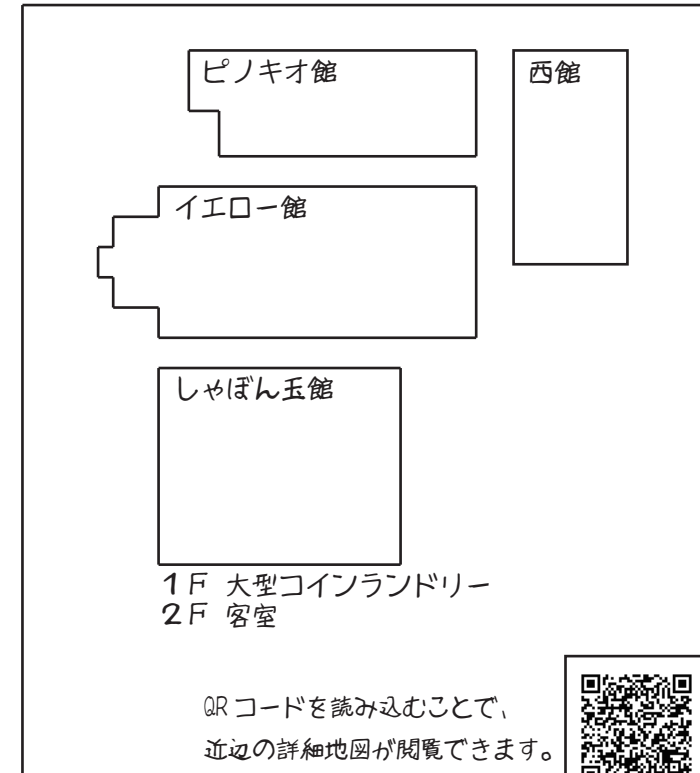 ピノキオ館
西館
イエロー館
しゃぼん玉館
1F 大型コインランドリー
2F 客室
QRコードを読み込むことで、
近辺の詳細地図が閲覧できます。